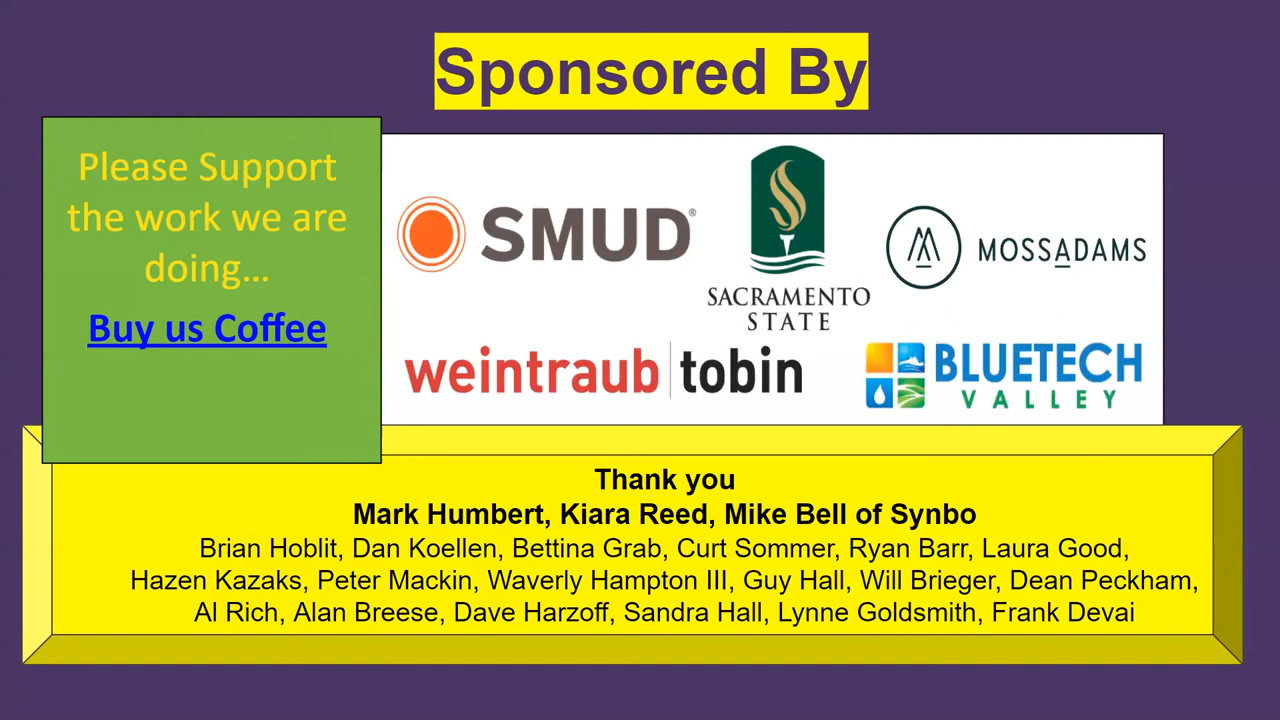 Sponsored By
Please Support
the work we are
doing...
Buy us Coffee
SMUD®
SACRAMENTO
STATE
MOSSADAMS
weintraub tobin
BLUETECH
VALLEY
Thank you
Mark Humbert, Kiara Reed, Mike Bell of Synbo
Brian Hoblit, Dan Koellen, Bettina Grab, Curt Sommer, Ryan Barr, Laura Good,
Hazen Kazaks, Peter Mackin, Waverly Hampton III, Guy Hall, Will Brieger, Dean Peckham,
Al Rich, Alan Breese, Dave Harzoff, Sandra Hall, Lynne Goldsmith, Frank Devai